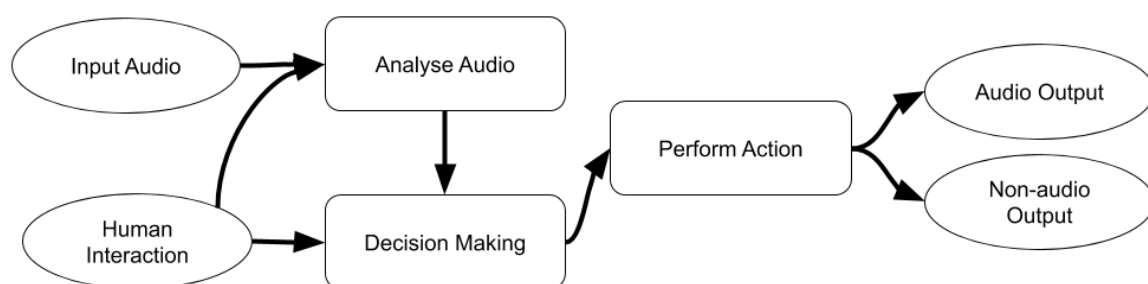 Input Audio
Analyse Audio
Perform Action
Audio Output
Human
Interaction
Decision Making
Non-audio
Output